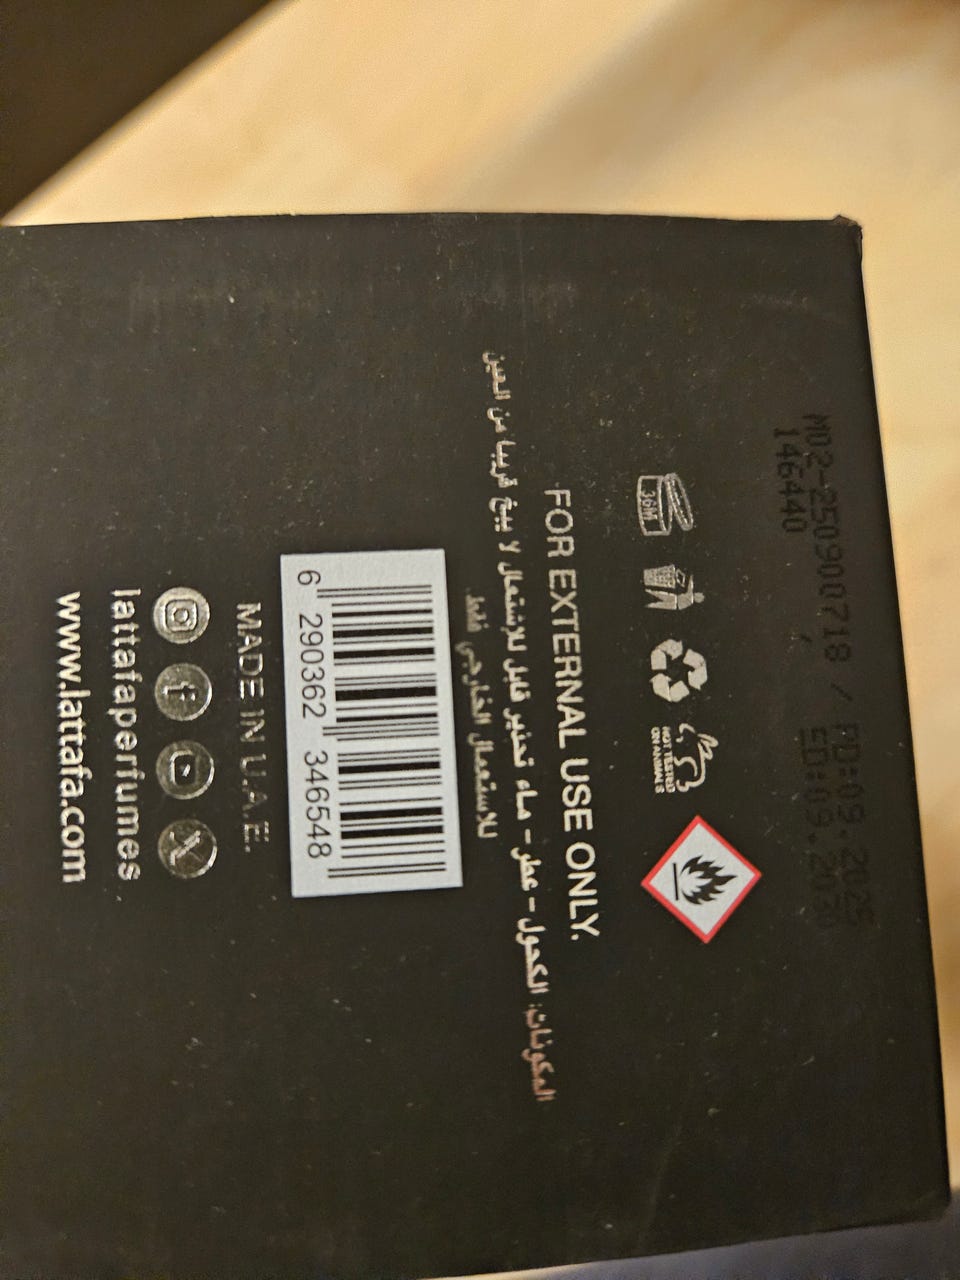 M02-250900718 / PD:09.2025
146440 ED:09.2030
36M
NOT TESTED
ON ANIMALS
FOR EXTERNAL USE ONLY.
المكونات: الكحول - عطر - ماء تحذير قابل للإشتعال لا يبخ قريبا من العين
للاستعمال الخارجي فقط.
6 290362 346548
MADE IN U.A.E.
lattafaperfumes
www.lattafa.com